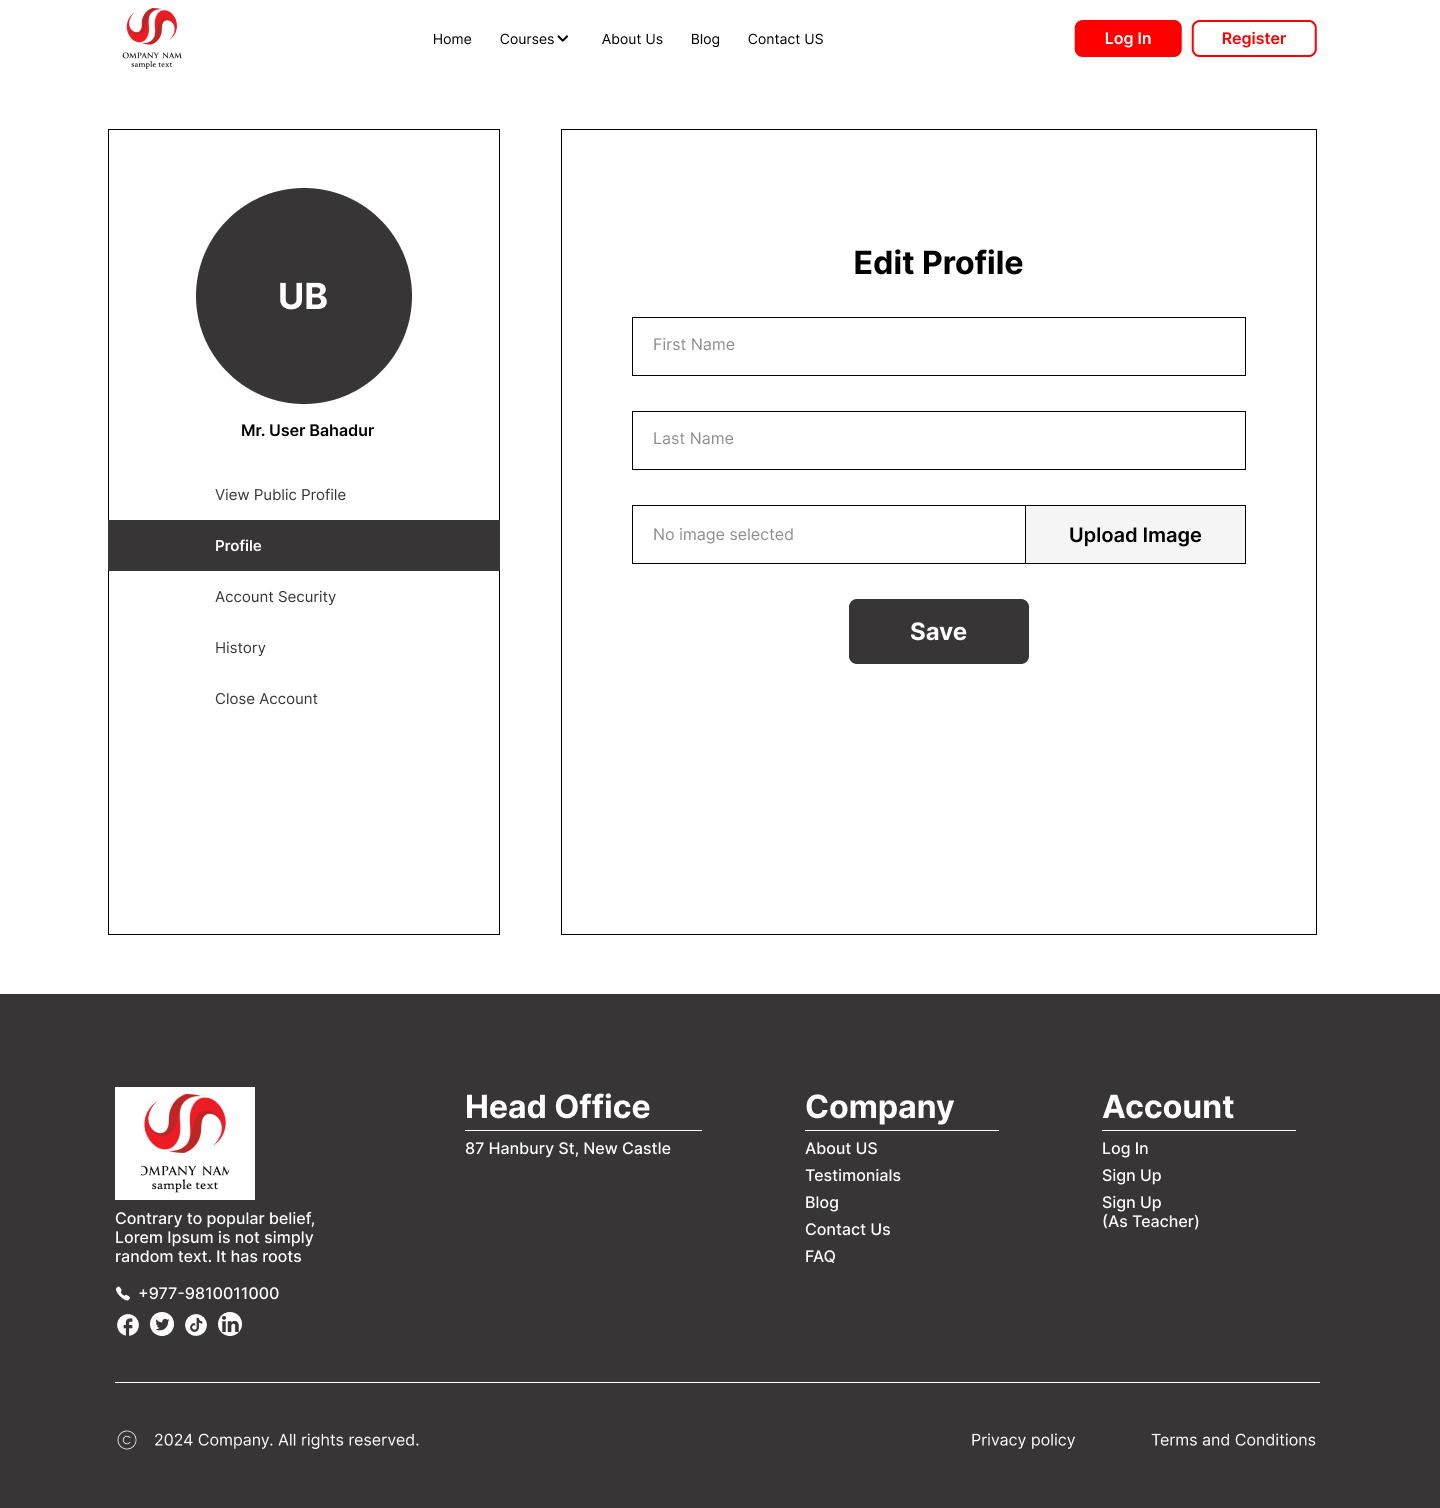 OMPANY NAM
sample text
Home
Courses
About Us
Blog
Contact US
Log In
Register
UB
Mr. User Bahadur
View Public Profile
Profile
Account Security
History
Close Account
Edit Profile
First Name
Last Name
No image selected
Upload Image
Save
OMPANY NAM
sample text
Contrary to popular belief,
Lorem Ipsum is not simply
random text. It has roots
+977-9810011000
Head Office
87 Hanbury St, New Castle
Company
About US
Testimonials
Blog
Contact Us
FAQ
Account
Log In
Sign Up
Sign Up
(As Teacher)
© 2024 Company. All rights reserved.
Privacy policy
Terms and Conditions